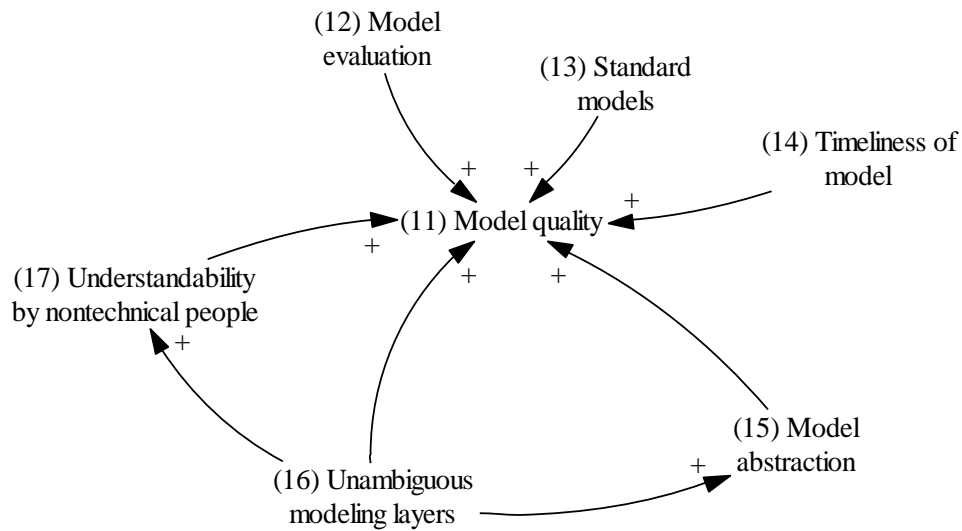 (12) Model
evaluation
(13) Standard
models
(14) Timeliness of
model
+
+
+
(11) Model quality
+
+
+
(17) Understandability
by nontechnical people
+
(15) Model
abstraction
+
(16) Unambiguous
modeling layers